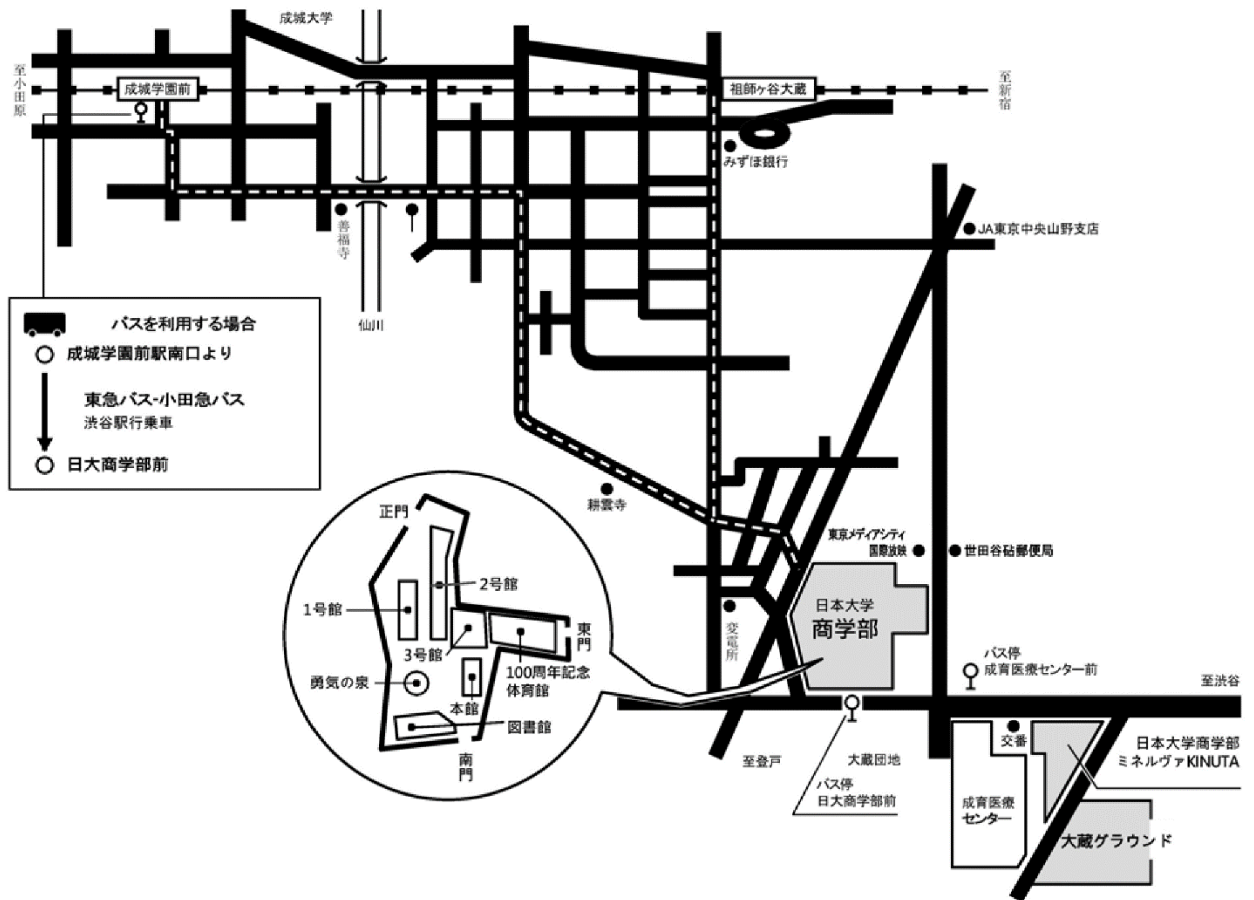 成城大学
至小田原
成城学園前
祖師ヶ谷大蔵
至新宿
みずほ銀行
善福寺
JA東京中央山野支店
仙川
バスを利用する場合
成城学園前駅南口より
東急バス-小田急バス
渋谷駅行乗車
日大商学部前
耕雲寺
東京メディアシティ
国際放映
世田谷砧郵便局
正門
2号館
1号館
3号館
東門
100周年記念
体育館
勇気の泉
本館
図書館
南門
変電所
日本大学
商学部
バス停
成育医療センター前
至渋谷
至登戸
大蔵団地
バス停
日大商学部前
交番
日本大学商学部
ミネルヴァKINUTA
成育医療
センター
大蔵グラウンド